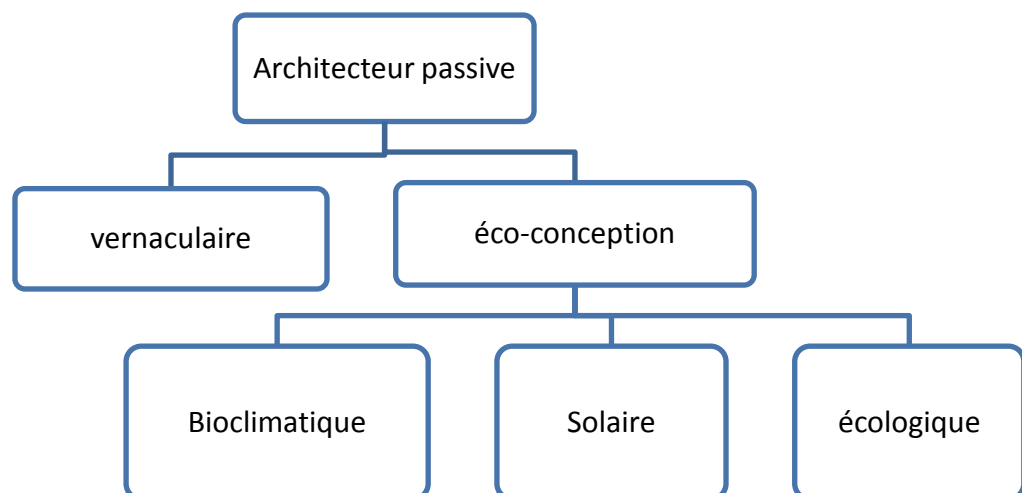 Architecteur passive
vernaculaire
éco-conception
Bioclimatique
Solaire
écologique